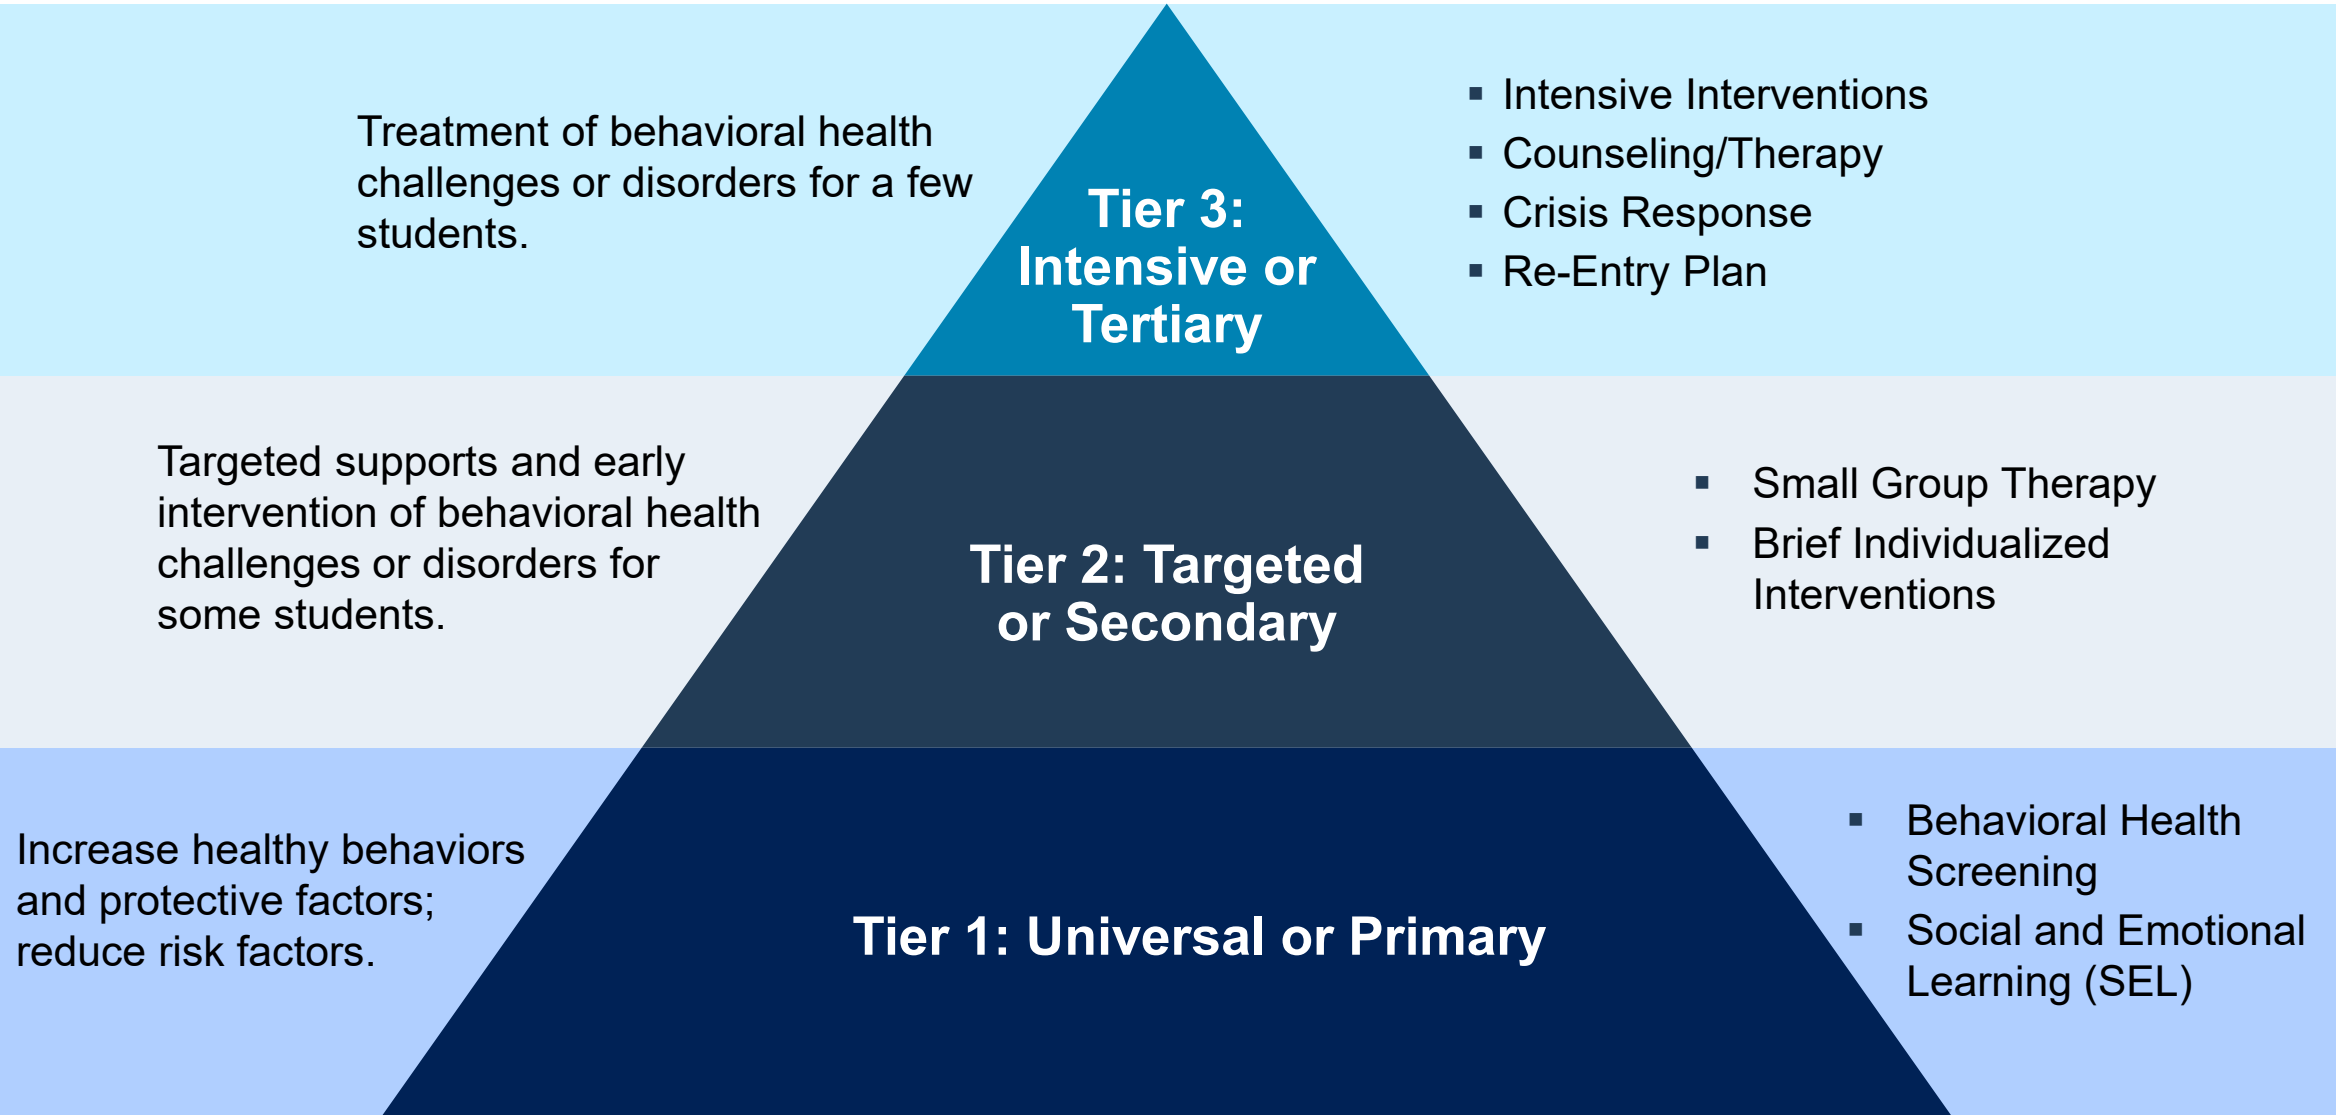 Treatment of behavioral health
challenges or disorders for a few
students.
Tier 3:
Intensive or
Tertiary
▪ Intensive Interventions
▪ Counseling/Therapy
▪ Crisis Response
▪ Re-Entry Plan
Targeted supports and early
intervention of behavioral health
challenges or disorders for
some students.
Tier 2: Targeted
or Secondary
▪ Small Group Therapy
▪ Brief Individualized
Interventions
Increase healthy behaviors
and protective factors;
reduce risk factors.
Tier 1: Universal or Primary
▪ Behavioral Health
Screening
▪ Social and Emotional
Learning (SEL)